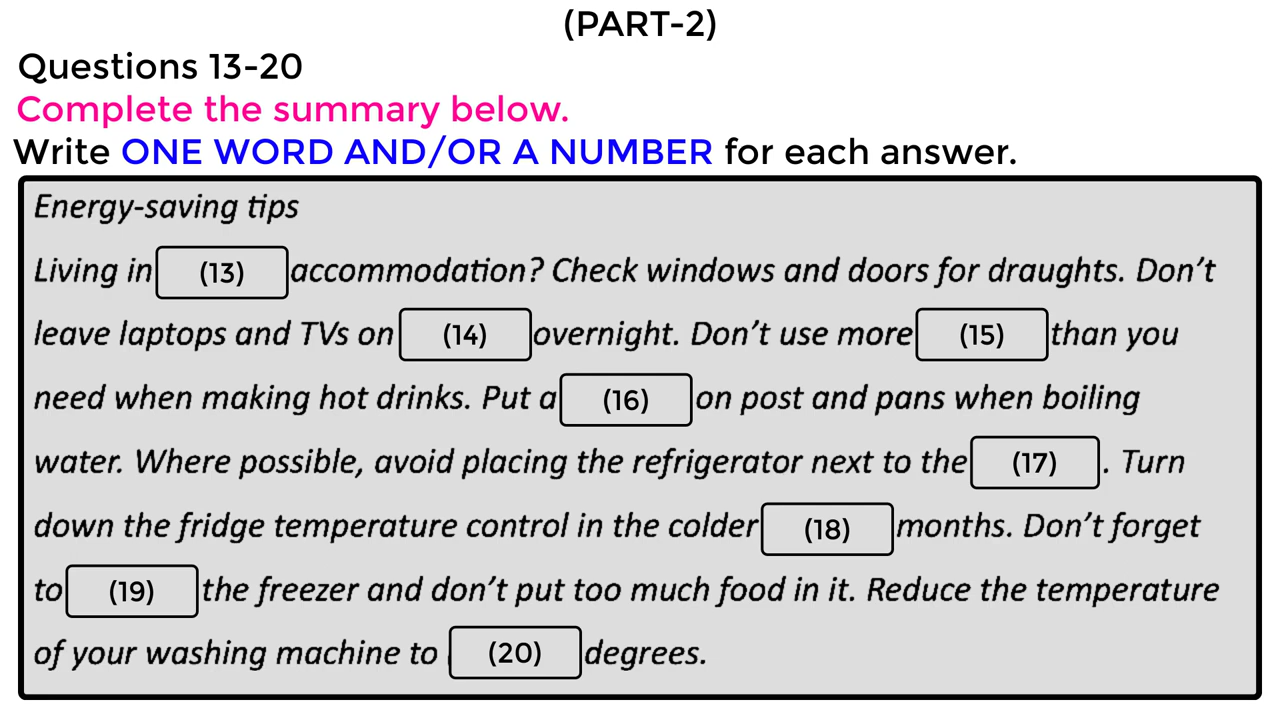 (PART-2)
Questions 13-20
Complete the summary below.
Write ONE WORD AND/OR A NUMBER for each answer.
Energy-saving tips
Living in (13) accommodation? Check windows and doors for draughts. Don't
leave laptops and TVs on (14) overnight. Don't use more (15) than you
need when making hot drinks. Put a (16) on post and pans when boiling
water. Where possible, avoid placing the refrigerator next to the (17) . Turn
down the fridge temperature control in the colder (18) months. Don't forget
to (19) the freezer and don't put too much food in it. Reduce the temperature
of your washing machine to (20) degrees.